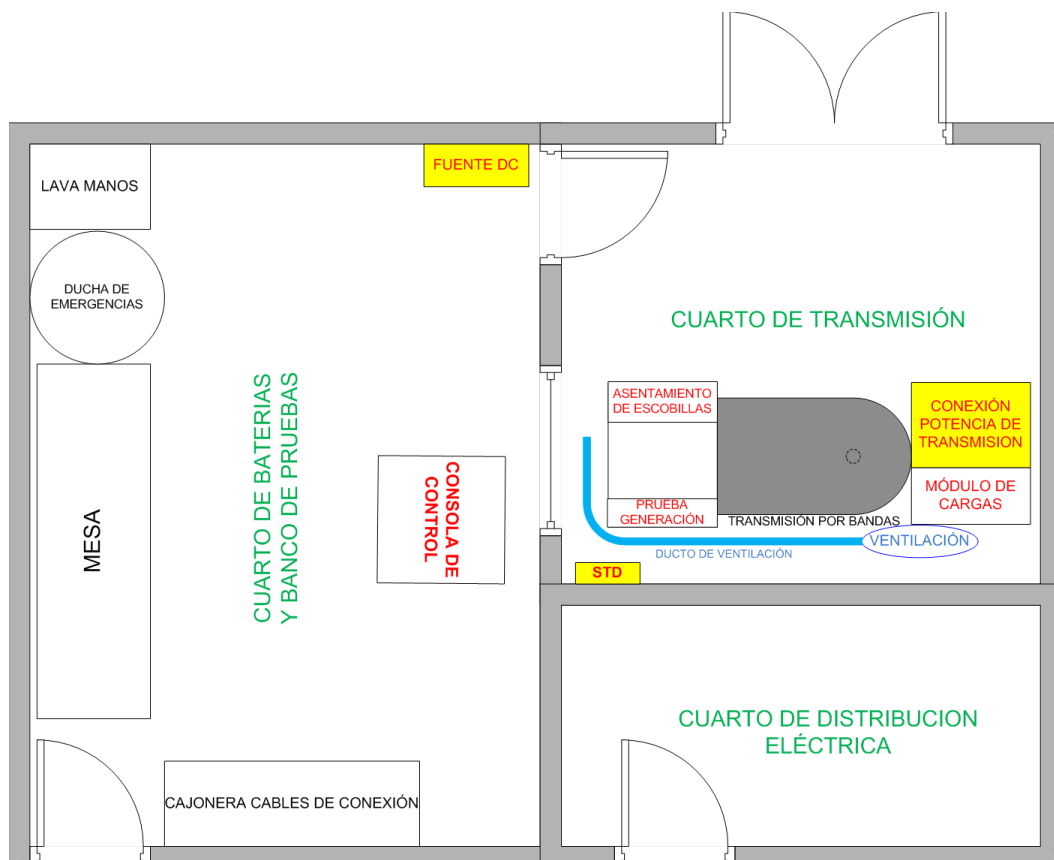 LAVA MANOS
FUENTE DC
DUCHA DE
EMERGENCIAS
CUARTO DE TRANSMISIÓN
CUARTO DE BATERIAS
Y BANCO DE PRUEBAS
ASENTAMIENTO
DE ESCOBILLAS
CONEXIÓN
POTENCIA DE
TRANSMISION
CONSOLA DE
CONTROL
MESA
MÓDULO DE
CARGAS
PRUEBA
GENERACIÓN
TRANSMISIÓN POR BANDAS
VENTILACIÓN
DUCTO DE VENTILACIÓN
STD
CUARTO DE DISTRIBUCION
ELÉCTRICA
CAJONERA CABLES DE CONEXIÓN